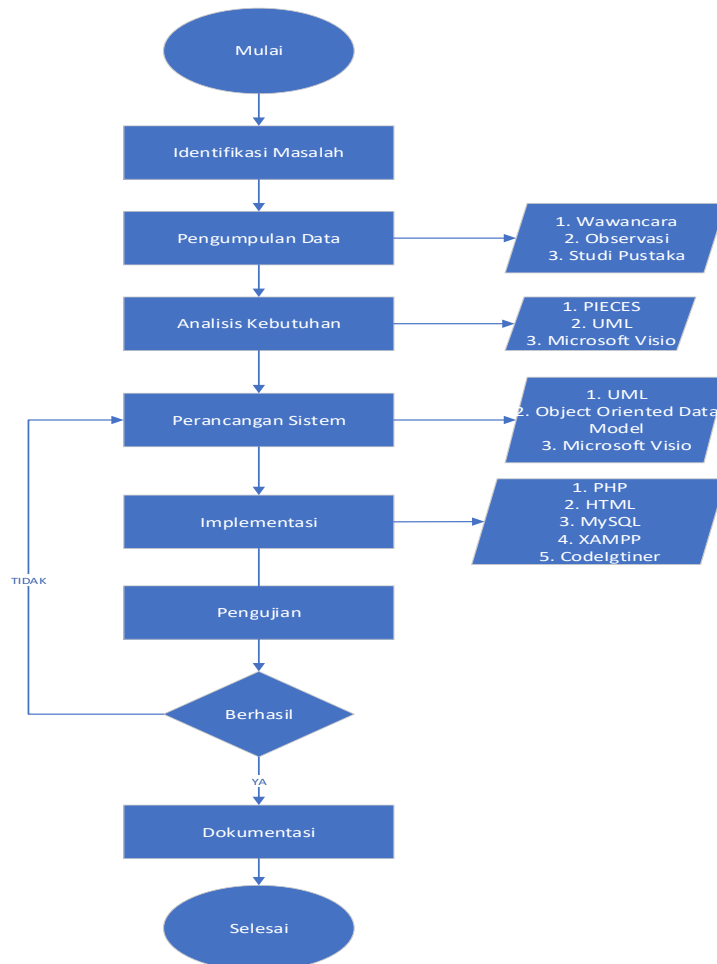 Mulai
Identifikasi Masalah
Pengumpulan Data
1. Wawancara
2. Observasi
3. Studi Pustaka
Analisis Kebutuhan
1. PIECES
2. UML
3. Microsoft Visio
Perancangan Sistem
1. UML
2. Object Oriented Data
Model
3. Microsoft Visio
Implementasi
1. PHP
2. HTML
3. MySQL
4. XAMPP
5. CodeIgtiner
TIDAK
Pengujian
Berhasil
YA
Dokumentasi
Selesai